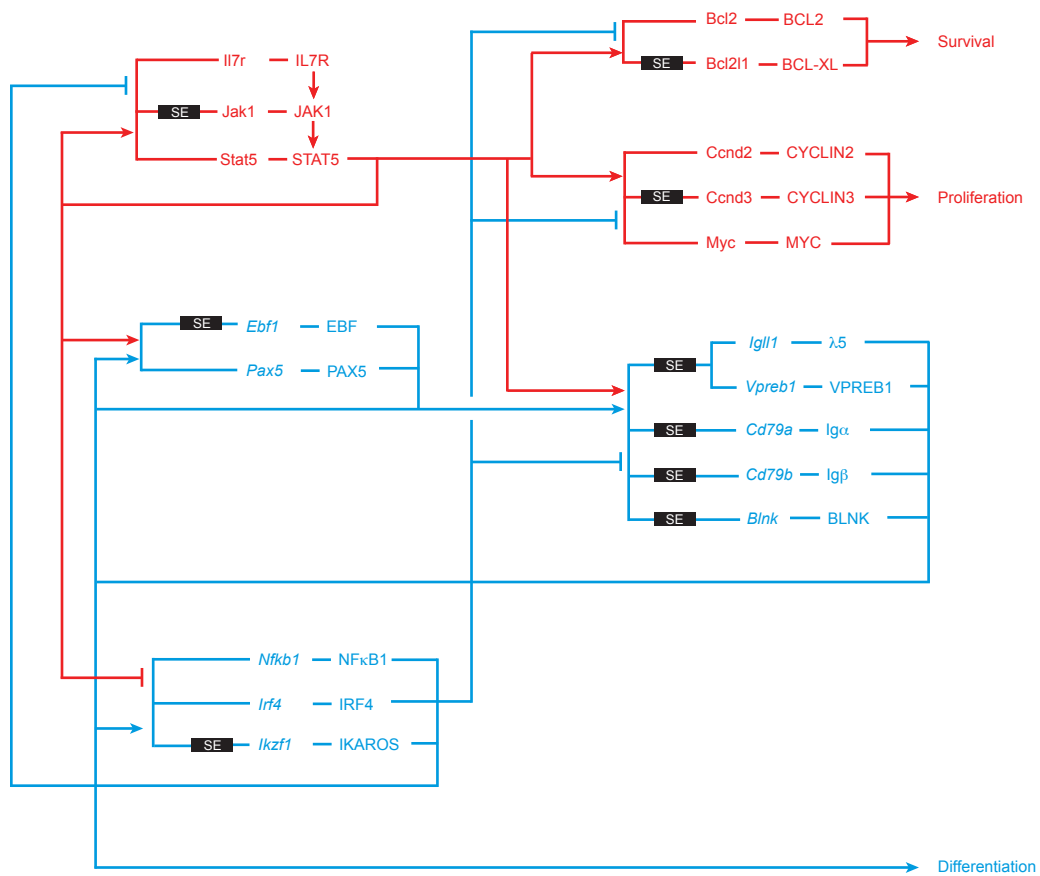 Bcl2 BCL2
Survival
SE Bcl2l1 BCL-XL
Il7r IL7R
SE Jak1 JAK1
Stat5 STAT5
Ccnd2 CYCLIN2
SE Ccnd3 CYCLIN3 Proliferation
Myc MYC
SE Ebf1 EBF
Pax5 PAX5
Igll1 λ5
SE
Vpreb1 VPREB1
SE Cd79a Igα
SE Cd79b Igβ
SE Blnk BLNK
Nfkb1 NFκB1
Irf4 IRF4
SE Ikzf1 IKAROS
Differentiation